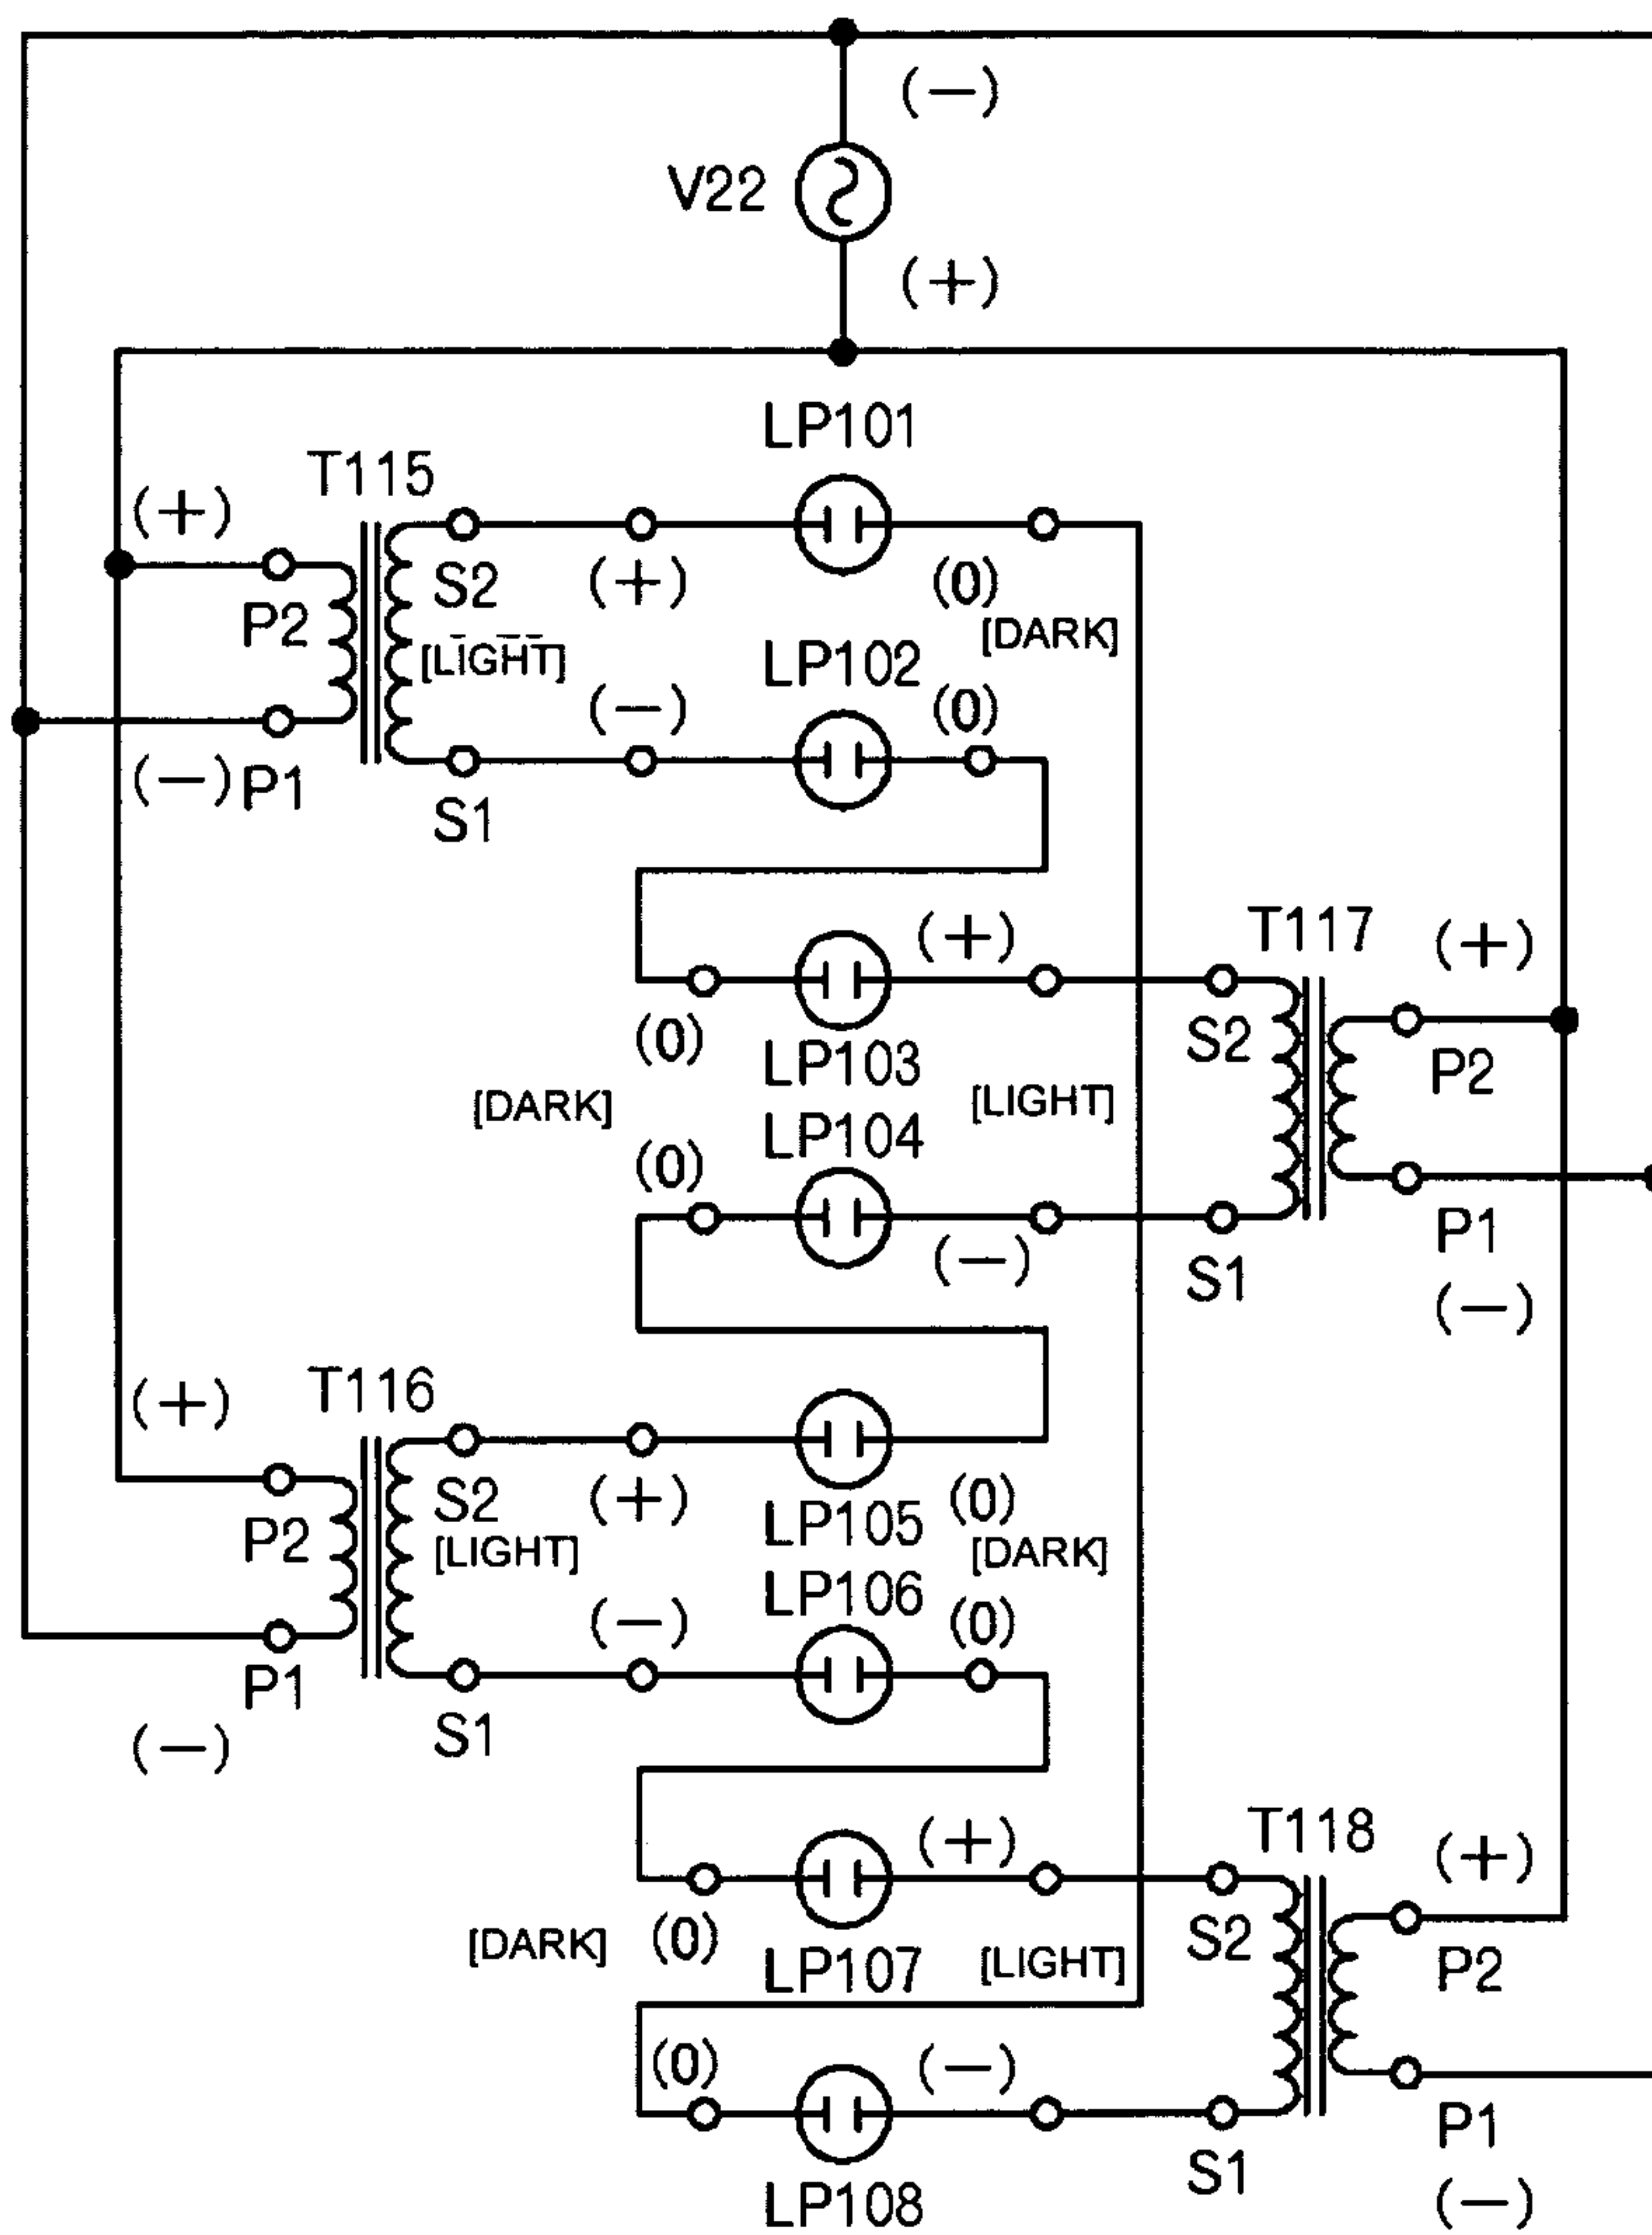 (−)
V22
(+)
LP101
T115
(+)
S2
(+)
(0)
P2
[DARK]
[LIGHT]
LP102
(−)
(0)
(−)
P1
S1
(+)
T117
(+)
(0)
LP103
S2
P2
[DARK]
[LIGHT]
(0)
LP104
P1
(−)
S1
(−)
T116
(+)
S2
(+)
(0)
P2
LP105
[LIGHT]
[DARK]
LP106
(−)
(0)
P1
S1
(−)
(+)
T118
(+)
(0)
S2
[DARK]
LP107
[LIGHT]
P2
(0)
(−)
P1
S1
LP108
(−)